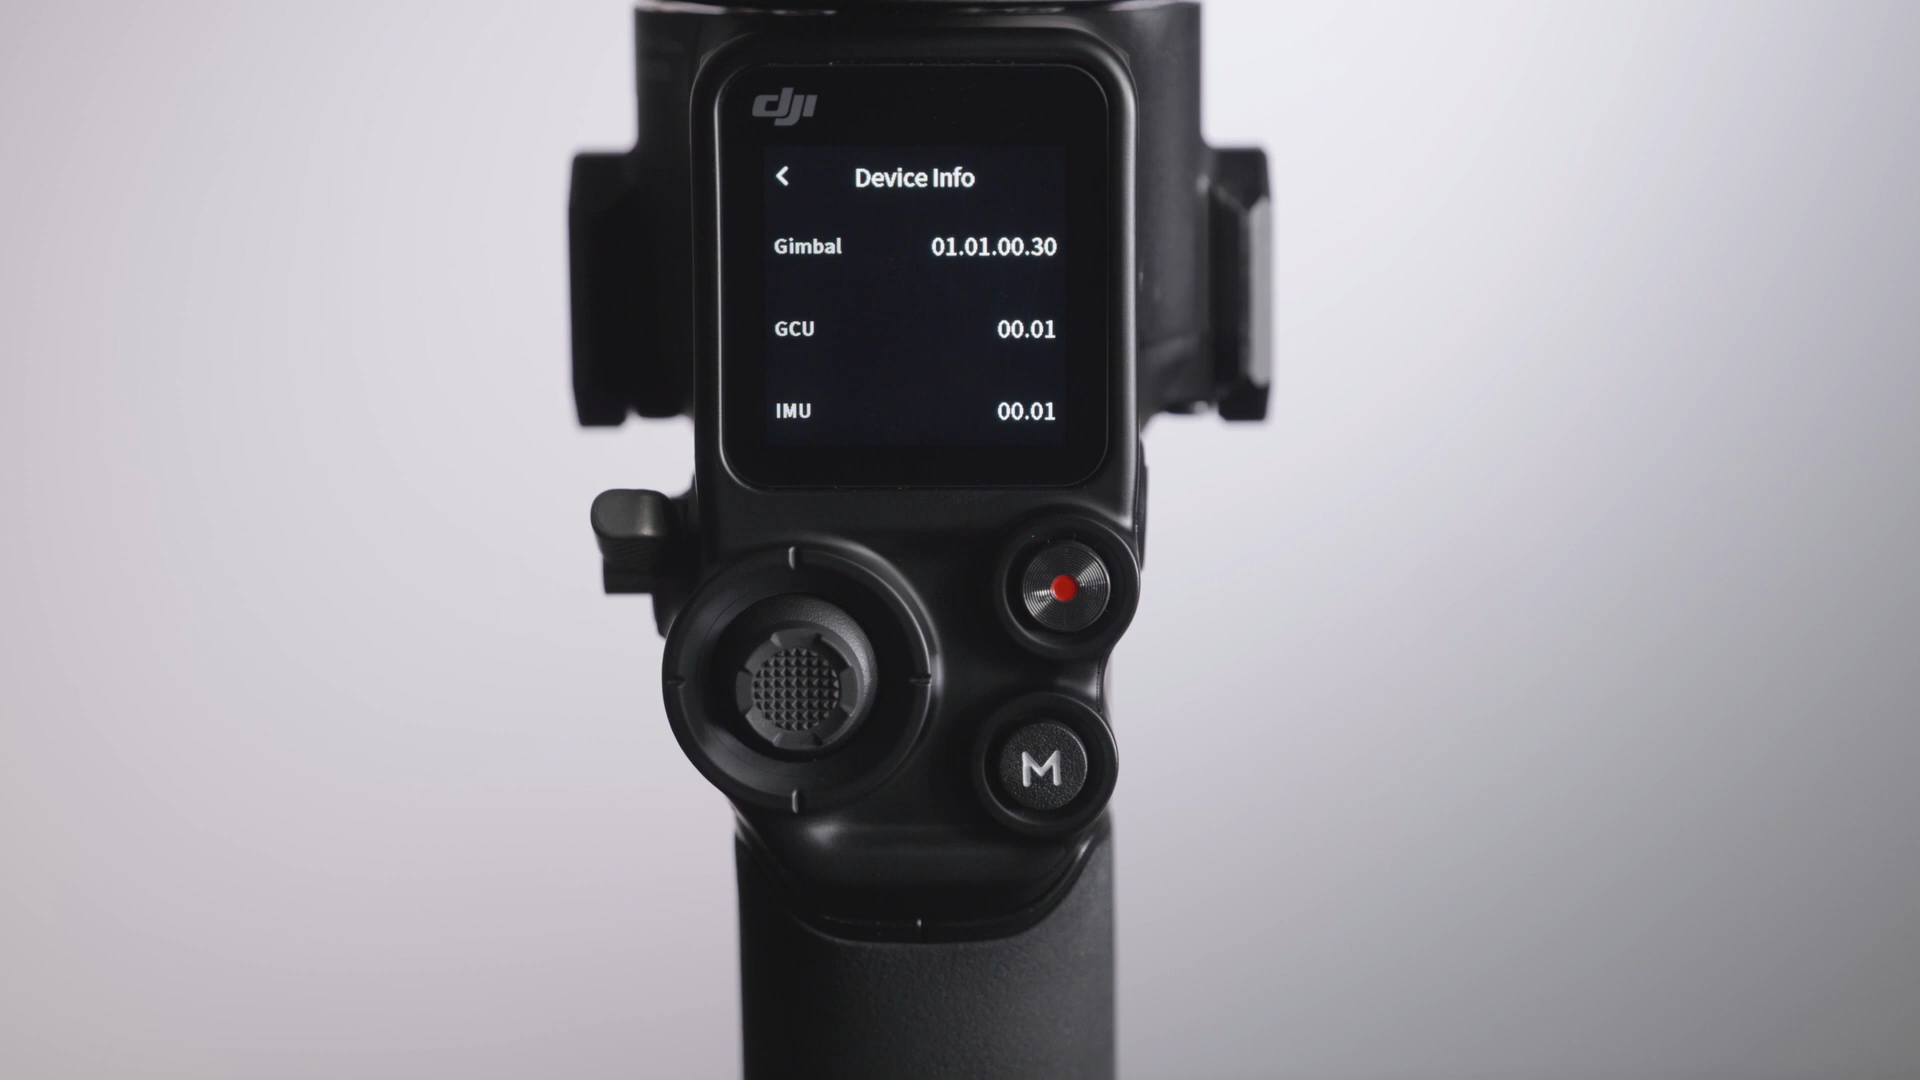 dji
Device Info
Gimbal 01.01.00.30
GCU 00.01
IMU 00.01
M